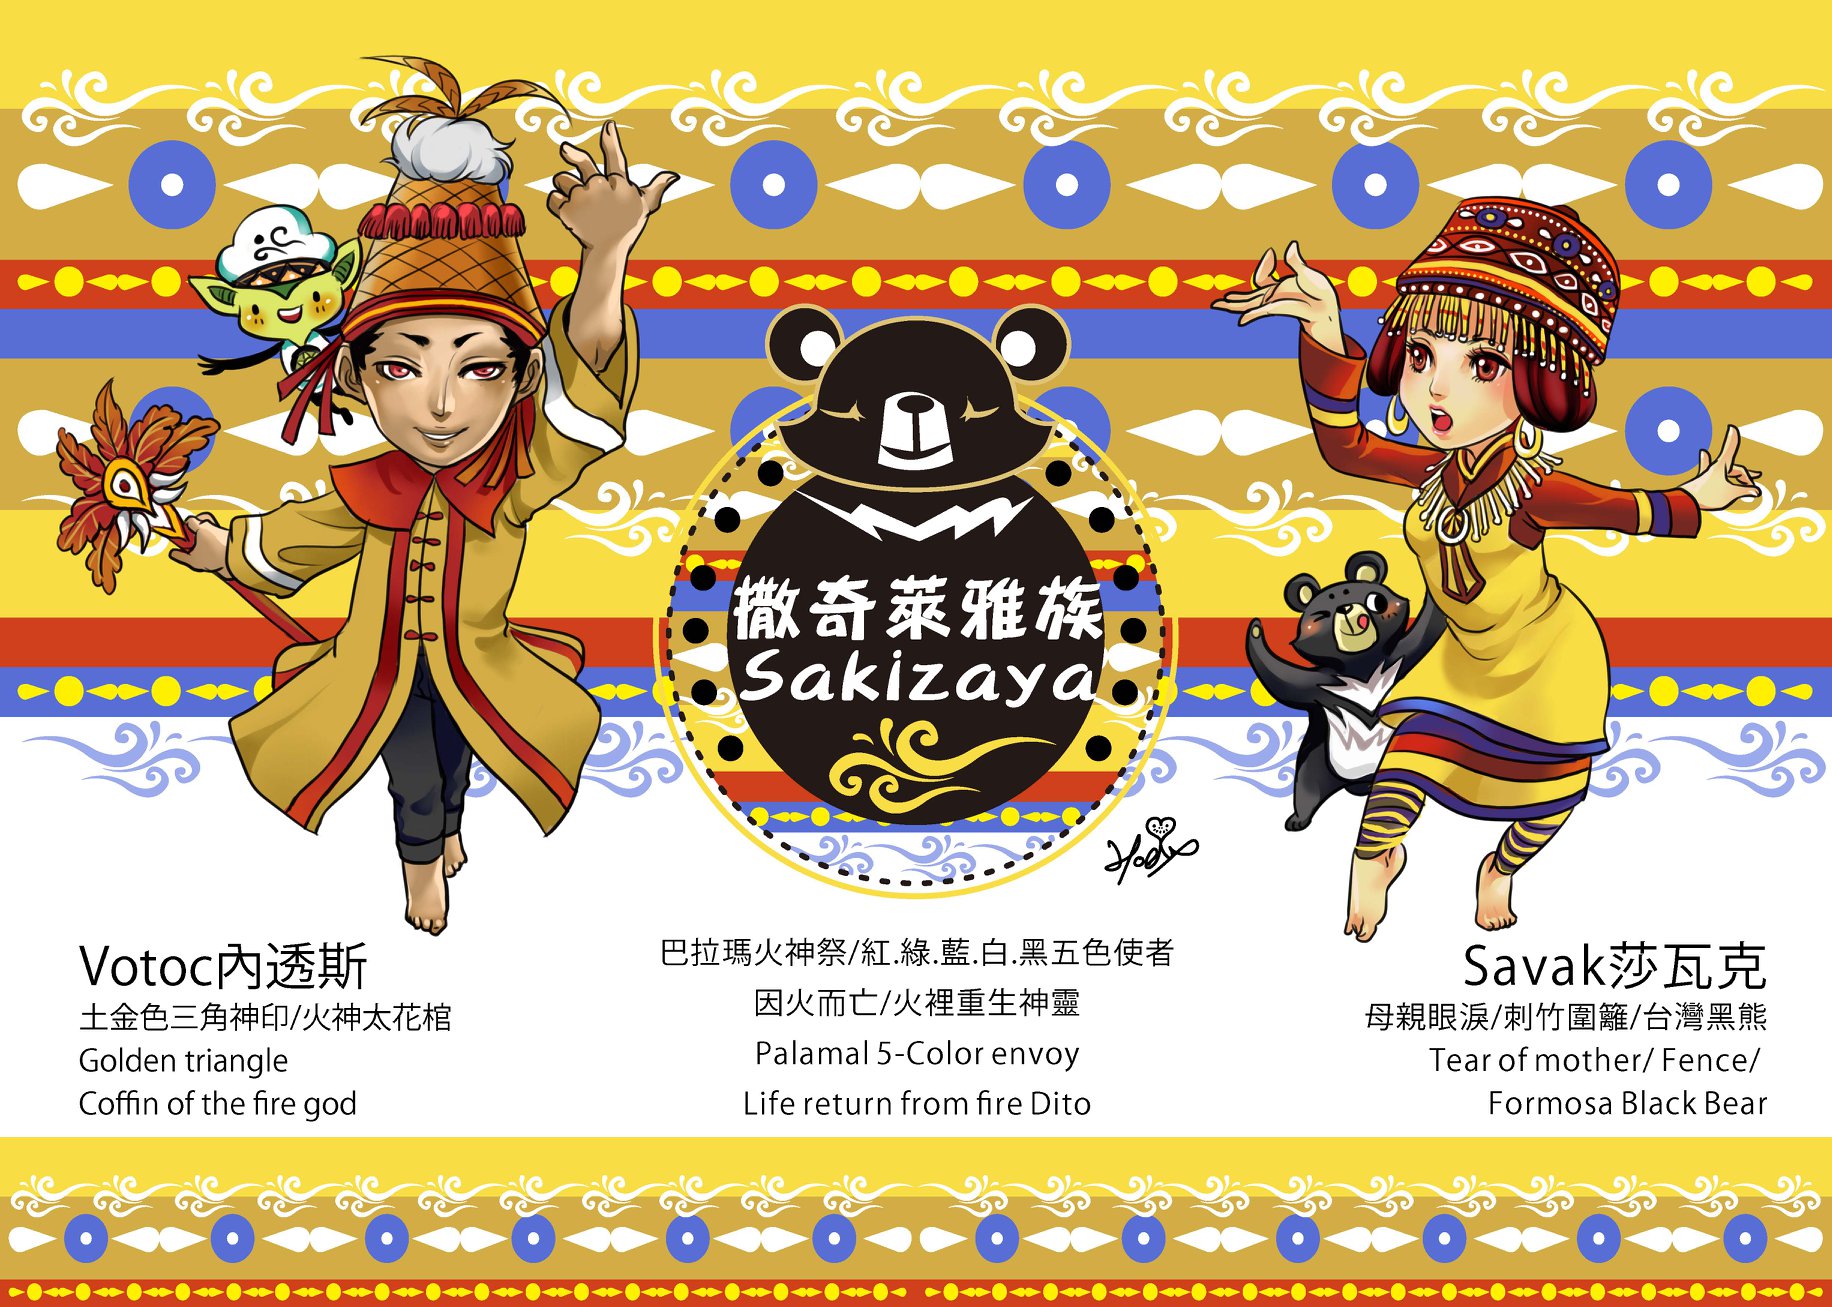 撒奇萊雅族
Sakizaya
Votoc內透斯
土金色三角神印/火神太花棺
Golden triangle
Coffin of the fire god
巴拉瑪火神祭/紅.綠.藍.白.黑五色使者
因火而亡/火裡重生神靈
Palamal 5-Color envoy
Life return from fire Dito
Savak莎瓦克
母親眼淚/刺竹圍籬/台灣黑熊
Tear of mother/ Fence/
Formosa Black Bear